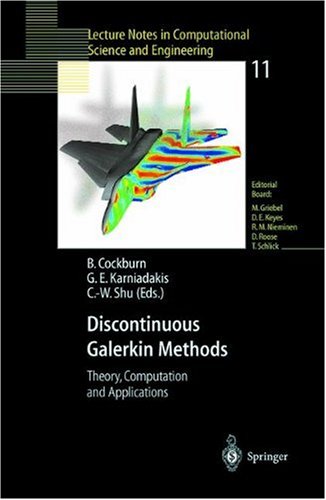 Lecture Notes in Computational
Science and Engineering
11
Editorial
Board:
M. Griebel
D. E. Keyes
R. M. Nieminen
D. Roose
T. Schlick
B. Cockburn
G. E. Karniadakis
C.-W. Shu (Eds.)
Discontinuous
Galerkin Methods
Theory, Computation
and Applications
Springer